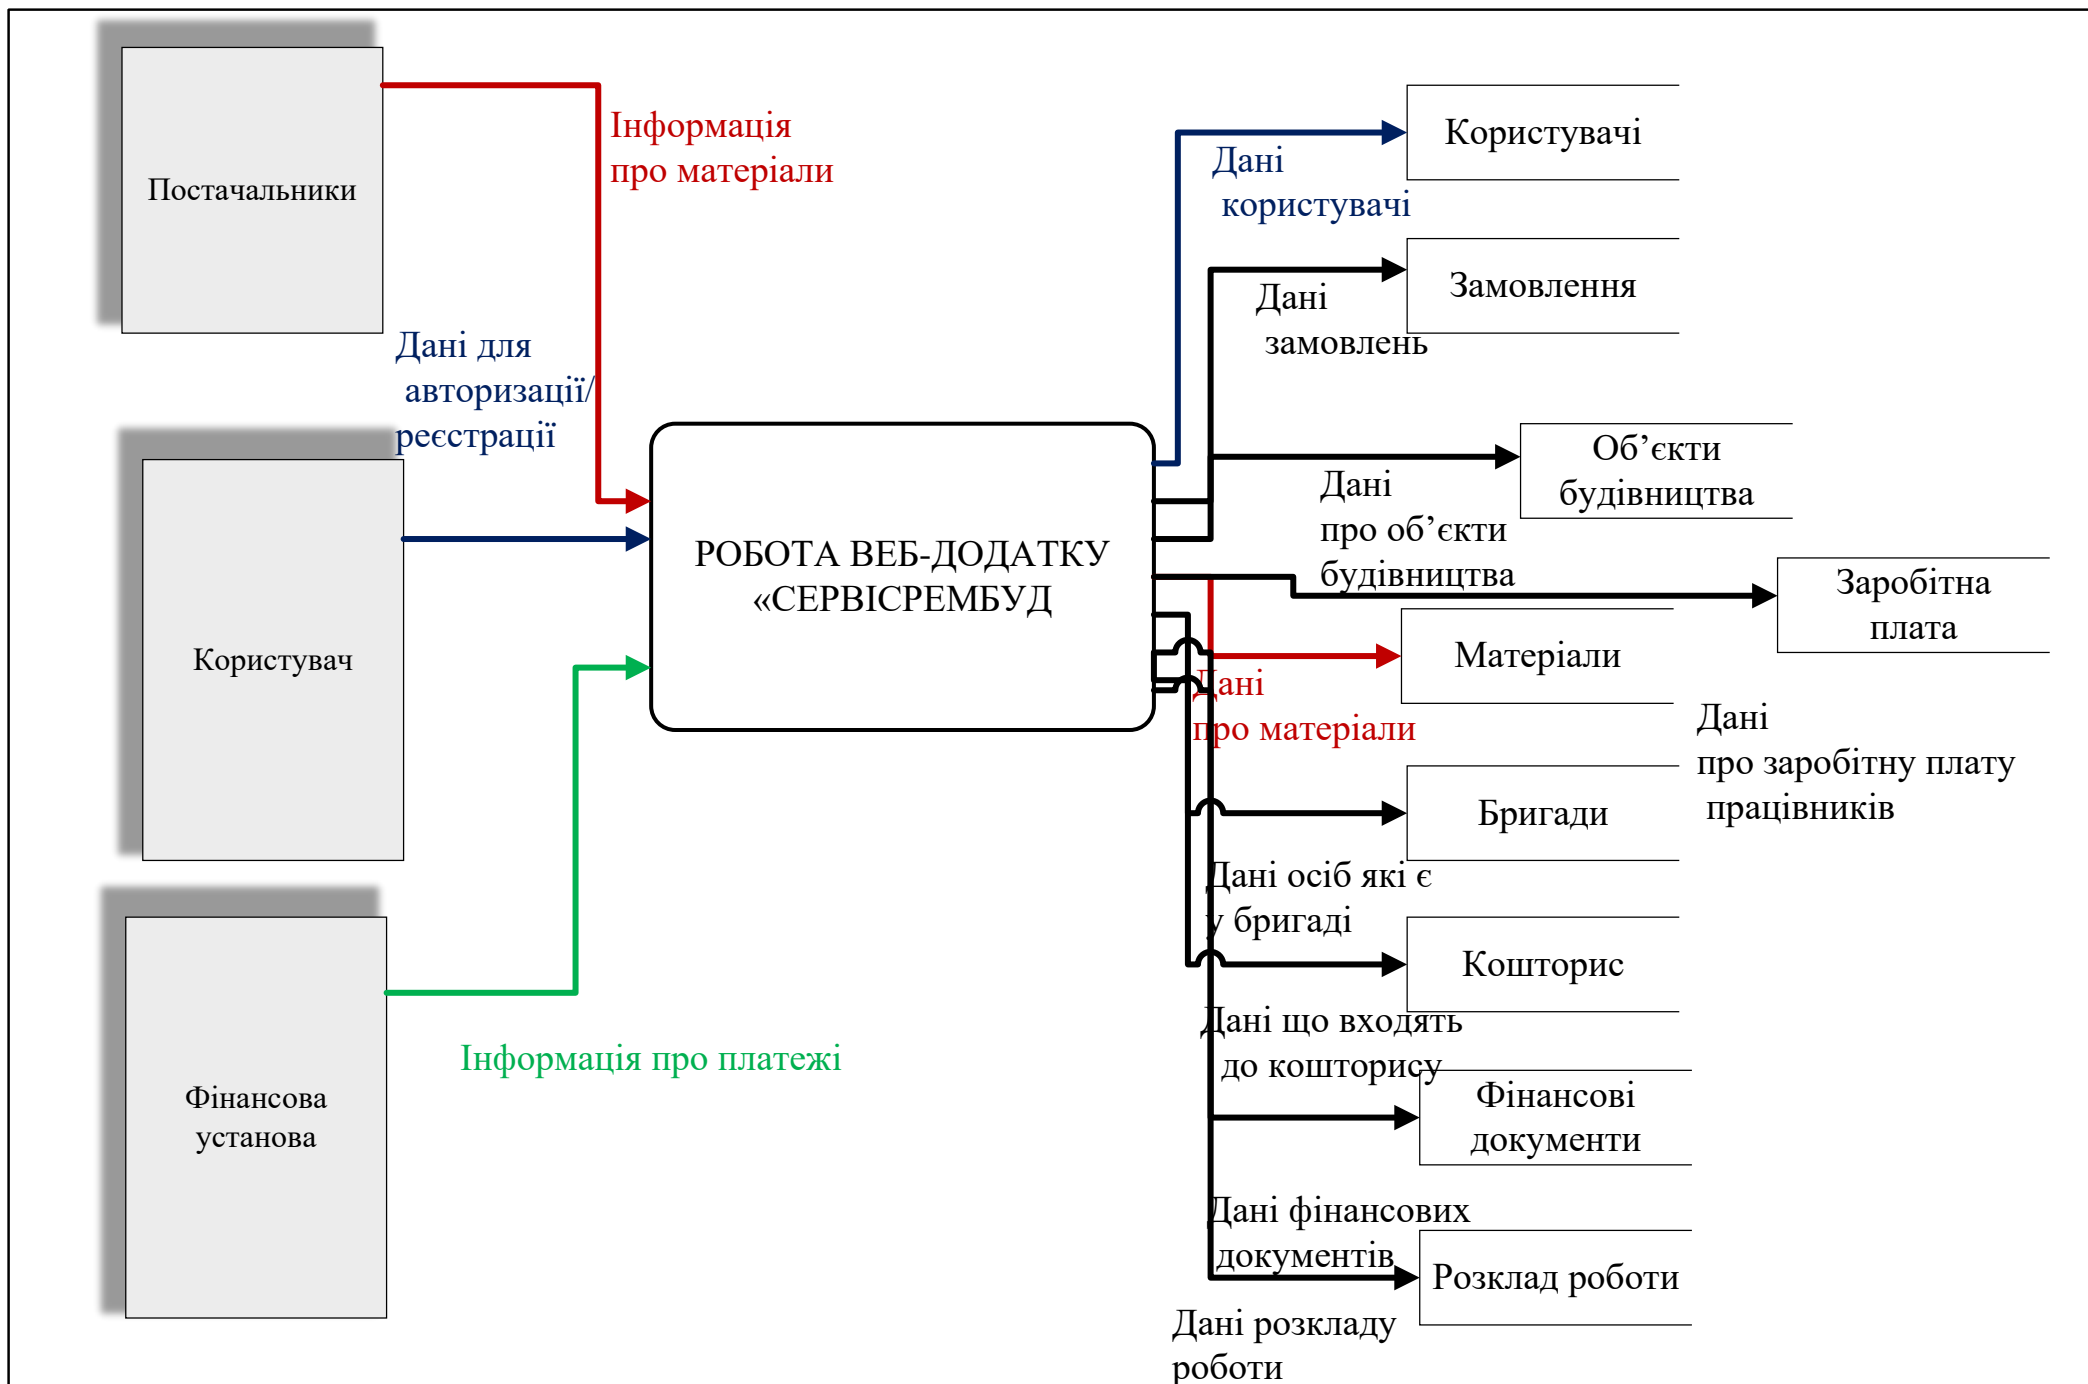 Постачальники
Інформація
про матеріали
Дані для
авторизації/
реєстрації
Користувач
Фінансова
установа
Інформація про платежі
РОБОТА ВЕБ-ДОДАТКУ
«СЕРВІСРЕМБУД
Користувачі
Дані
користувачі
Замовлення
Дані
замовлень
Об’єкти
будівництва
Дані
про об’єкти
будівництва
Заробітна
плата
Матеріали
Дані
про матеріали
Дані
про заробітну плату
працівників
Бригади
Дані осіб які є
у бригаді
Кошторис
Дані що входять
до кошторису
Фінансові
документи
Дані фінансових
документів
Розклад роботи
Дані розкладу
роботи